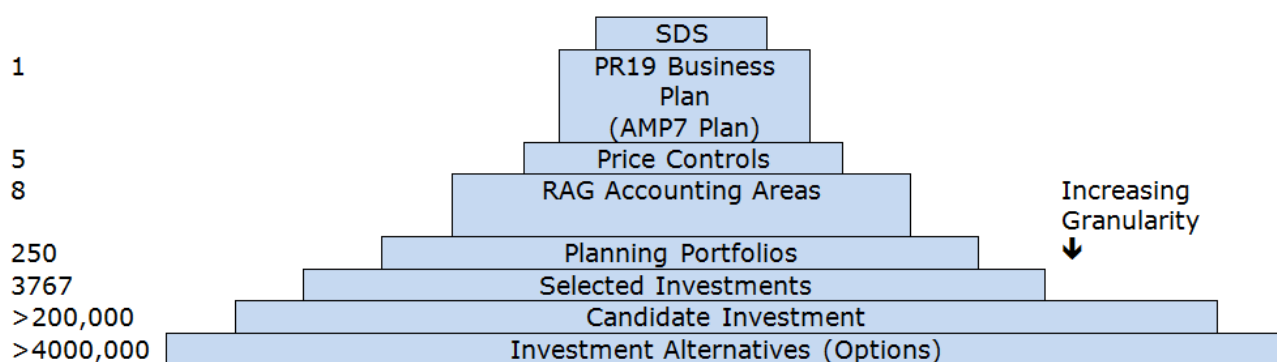 SDS
1 PR19 Business
Plan
(AMP7 Plan)
5 Price Controls
8 RAG Accounting Areas Increasing
Granularity
250 Planning Portfolios
3767 Selected Investments
>200,000 Candidate Investment
>4000,000 Investment Alternatives (Options)